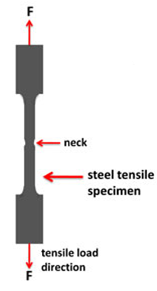 F
neck
steel tensile
specimen
tensile load
direction
F